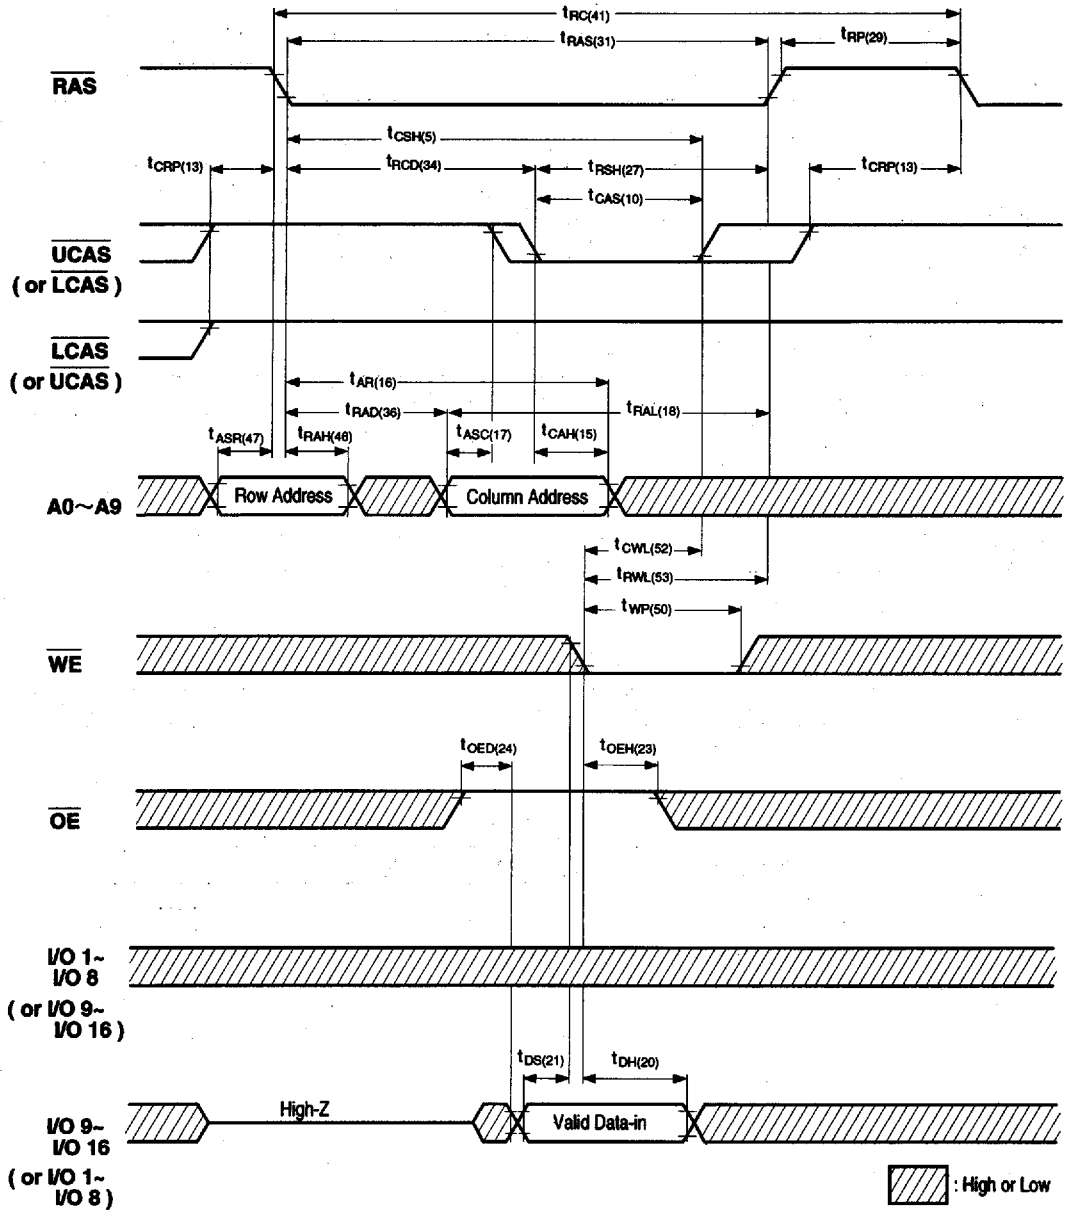 tRC(41)
tRAS(31)
tRP(29)
RAS
tCSH(5)
tCRP(13)
tRCD(34)
tRSH(27)
tCRP(13)
tCAS(10)
UCAS
( or LCAS )
LCAS
( or UCAS )
tAR(16)
tRAD(36)
tRAL(18)
tASR(47)
tRAH(46)
tASC(17)
tCAH(15)
A0~A9
Row Address
Column Address
tCWL(52)
tRWL(53)
tWP(50)
WE
tOED(24)
tOEH(23)
OE
I/O 1~
I/O 8
( or I/O 9~
I/O 16 )
tDS(21)
tDH(20)
High-Z
Valid Data-in
I/O 9~
I/O 16
( or I/O 1~
I/O 8 )
: High or Low